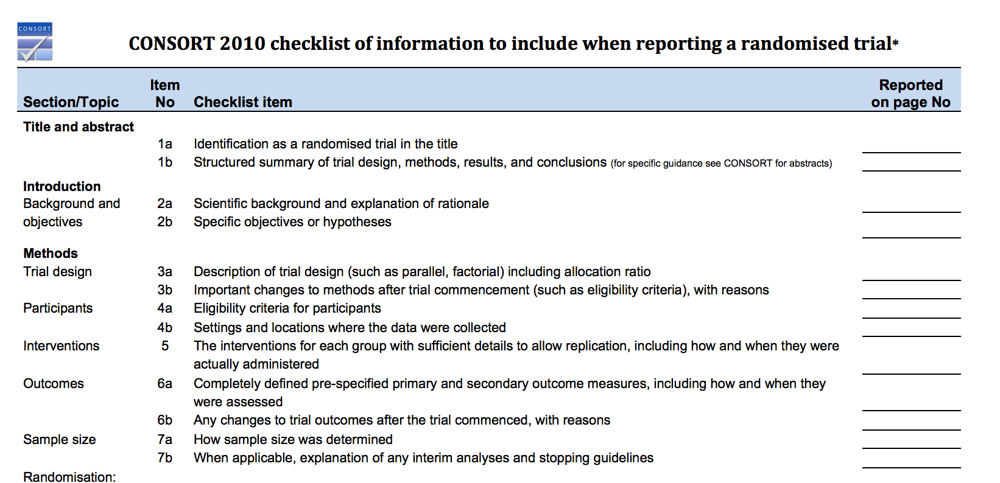 CONSORT
CONSORT 2010 checklist of information to include when reporting a randomised trial*
Section/Topic Item No Checklist item Reported on page No
Title and abstract
1a Identification as a randomised trial in the title
1b Structured summary of trial design, methods, results, and conclusions (for specific guidance see CONSORT for abstracts)
Introduction
Background and objectives 2a Scientific background and explanation of rationale
2b Specific objectives or hypotheses
Methods
Trial design 3a Description of trial design (such as parallel, factorial) including allocation ratio
3b Important changes to methods after trial commencement (such as eligibility criteria), with reasons
Participants 4a Eligibility criteria for participants
4b Settings and locations where the data were collected
Interventions 5 The interventions for each group with sufficient details to allow replication, including how and when they were
actually administered
Outcomes 6a Completely defined pre-specified primary and secondary outcome measures, including how and when they
were assessed
6b Any changes to trial outcomes after the trial commenced, with reasons
Sample size 7a How sample size was determined
7b When applicable, explanation of any interim analyses and stopping guidelines
Randomisation: